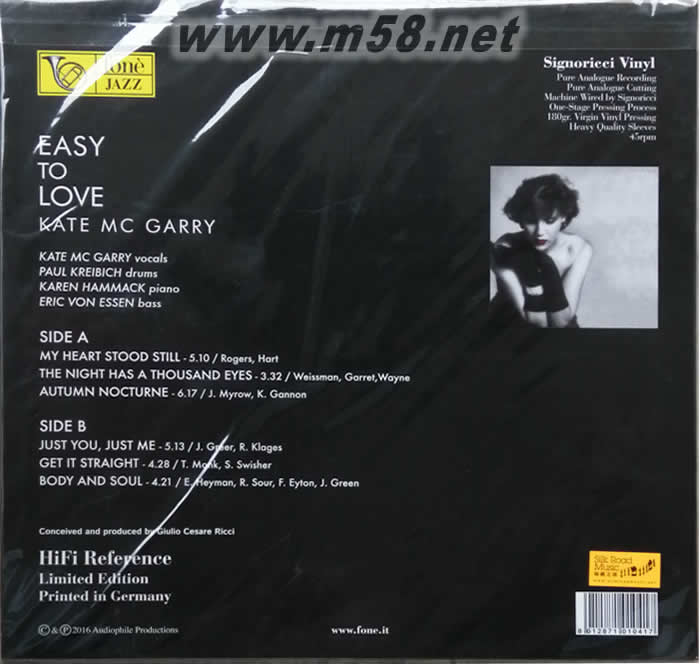 www.m58.net
fonè
JAZZ
Signoricci Vinyl
Pure Analogue Recording
Pure Analogue Cutting
Machine Wired by Signoricci
One-Stage Pressing Process
180gr. Virgin Vinyl Pressing
Heavy Quality Sleeves
45rpm
EASY
TO
LOVE
KATE MC GARRY
KATE MC GARRY vocals
PAUL KREIBICH drums
KAREN HAMMACK piano
ERIC VON ESSEN bass
SIDE A
MY HEART STOOD STILL - 5.10 / Rogers, Hart
THE NIGHT HAS A THOUSAND EYES - 3.32 / Weissman, Garret,Wayne
AUTUMN NOCTURNE - 6.17 / J. Myrow, K. Gannon
SIDE B
JUST YOU, JUST ME - 5.13 / J. Greer, R. Klages
GET IT STRAIGHT - 4.28 / T. Monk, S. Swisher
BODY AND SOUL - 4.21 / E. Heyman, R. Sour, F. Eyton, J. Green
Conceived and produced by Giulio Cesare Ricci
HiFi Reference
Limited Edition
Printed in Germany
Silk Road
Music
© & ℗ 2016 Audiophile Productions
www.fone.it
8012871010417